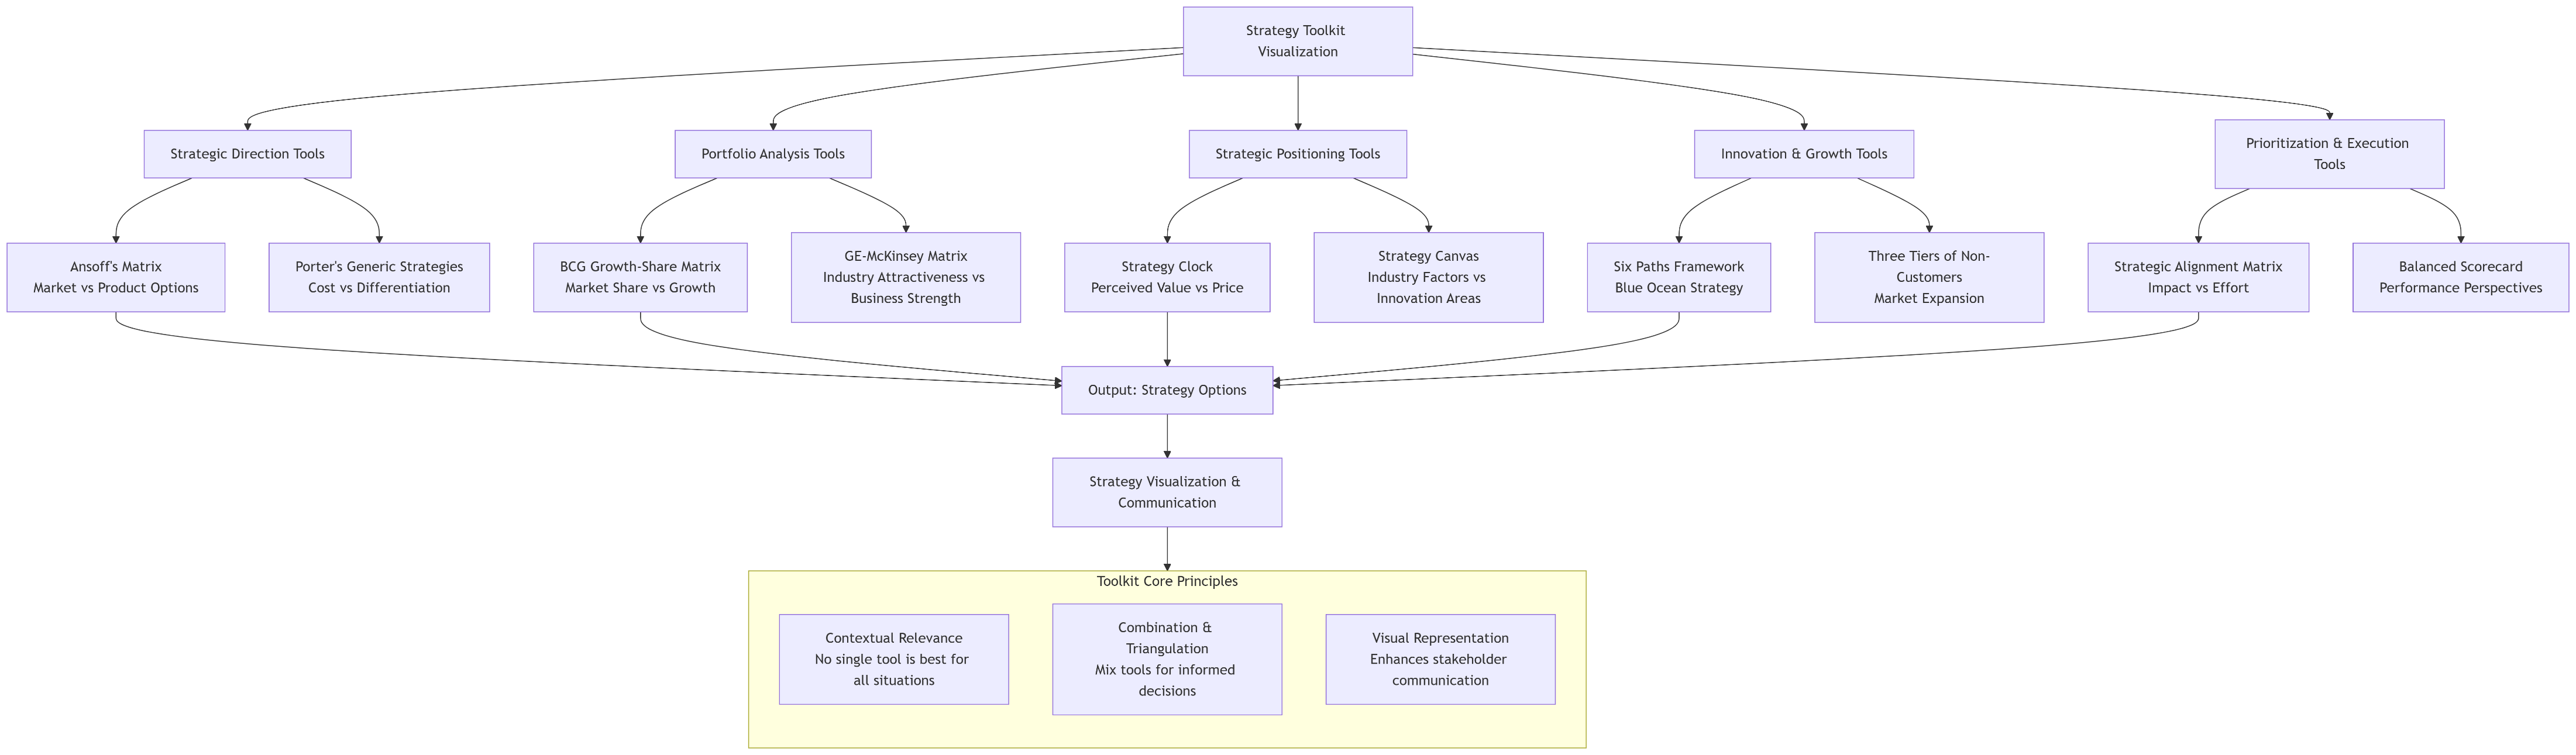 Strategy Toolkit
Visualization
Strategic Direction Tools
Portfolio Analysis Tools
Strategic Positioning Tools
Innovation & Growth Tools
Prioritization & Execution
Tools
Ansoff's Matrix
Market vs Product Options
Porter's Generic Strategies
Cost vs Differentiation
BCG Growth-Share Matrix
Market Share vs Growth
GE-McKinsey Matrix
Industry Attractiveness vs
Business Strength
Strategy Clock
Perceived Value vs Price
Strategy Canvas
Industry Factors vs
Innovation Areas
Six Paths Framework
Blue Ocean Strategy
Three Tiers of Non-
Customers
Market Expansion
Strategic Alignment Matrix
Impact vs Effort
Balanced Scorecard
Performance Perspectives
Output: Strategy Options
Strategy Visualization &
Communication
Toolkit Core Principles
Contextual Relevance
No single tool is best for
all situations
Combination &
Triangulation
Mix tools for informed
decisions
Visual Representation
Enhances stakeholder
communication